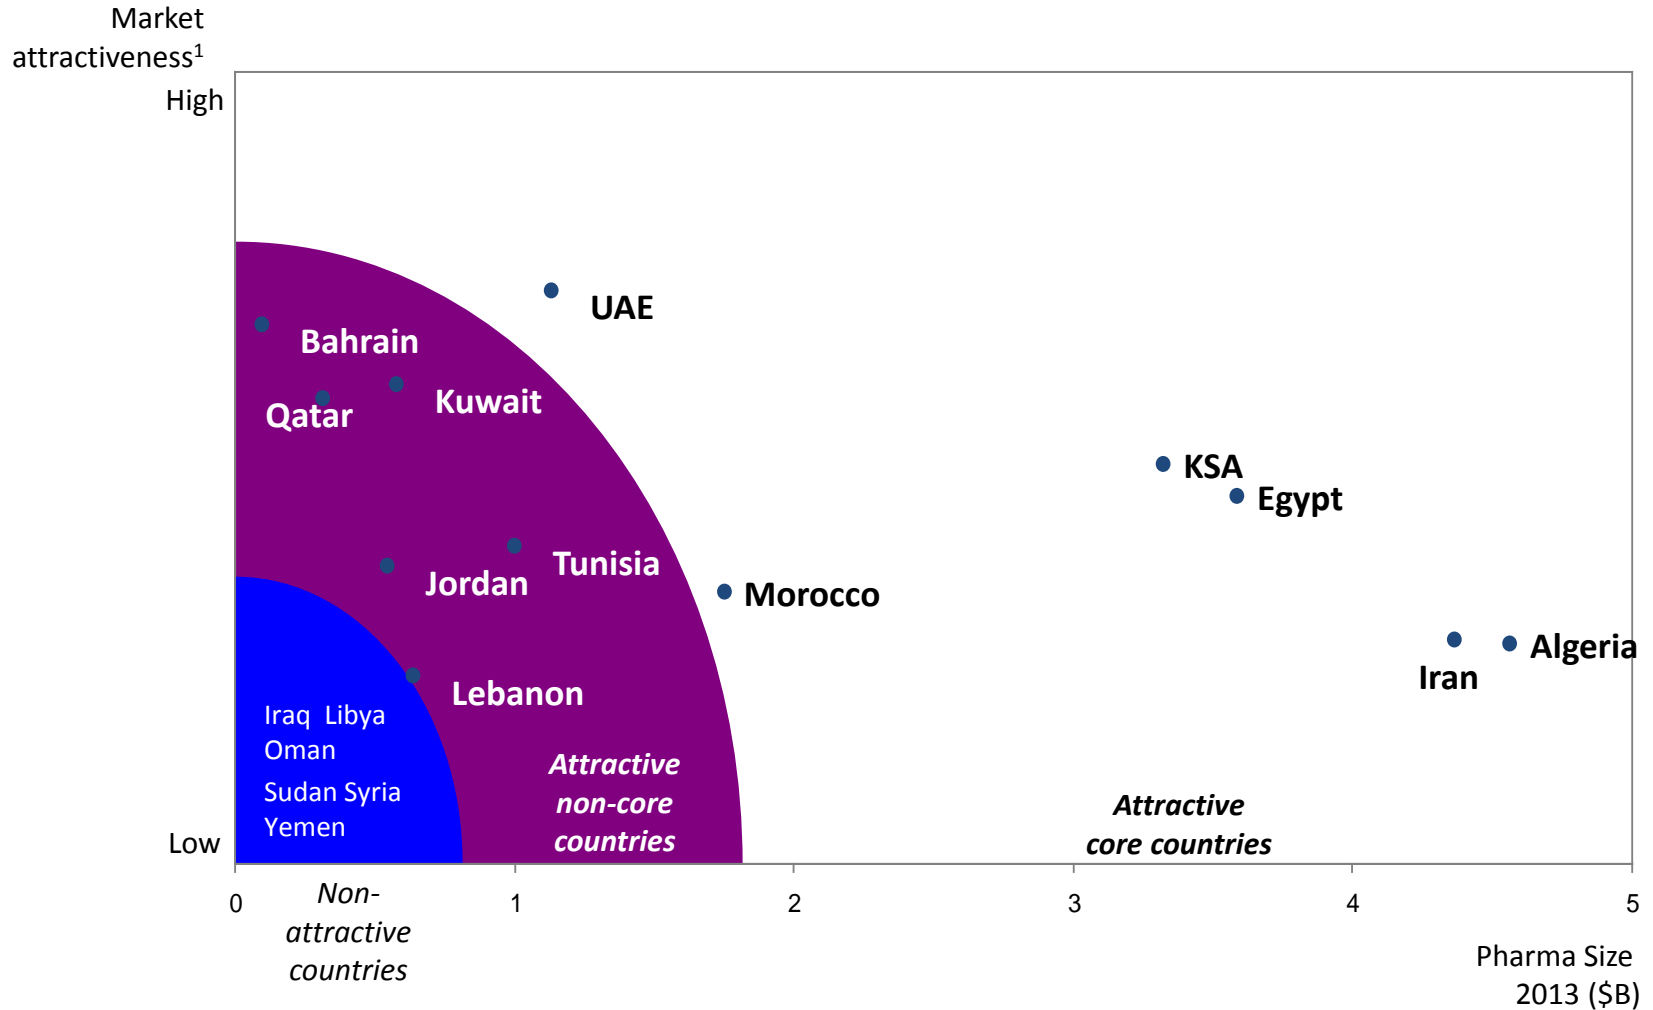 Market
attractiveness¹
High
UAE
Bahrain
Kuwait
Qatar
KSA
Egypt
Tunisia
Jordan
Morocco
Algeria
Iran
Lebanon
Iraq  Libya
Oman
Sudan Syria
Yemen
Attractive
non-core
countries
Attractive
core countries
Low
0
1
2
3
4
5
Non-
attractive
countries
Pharma Size
2013 ($B)